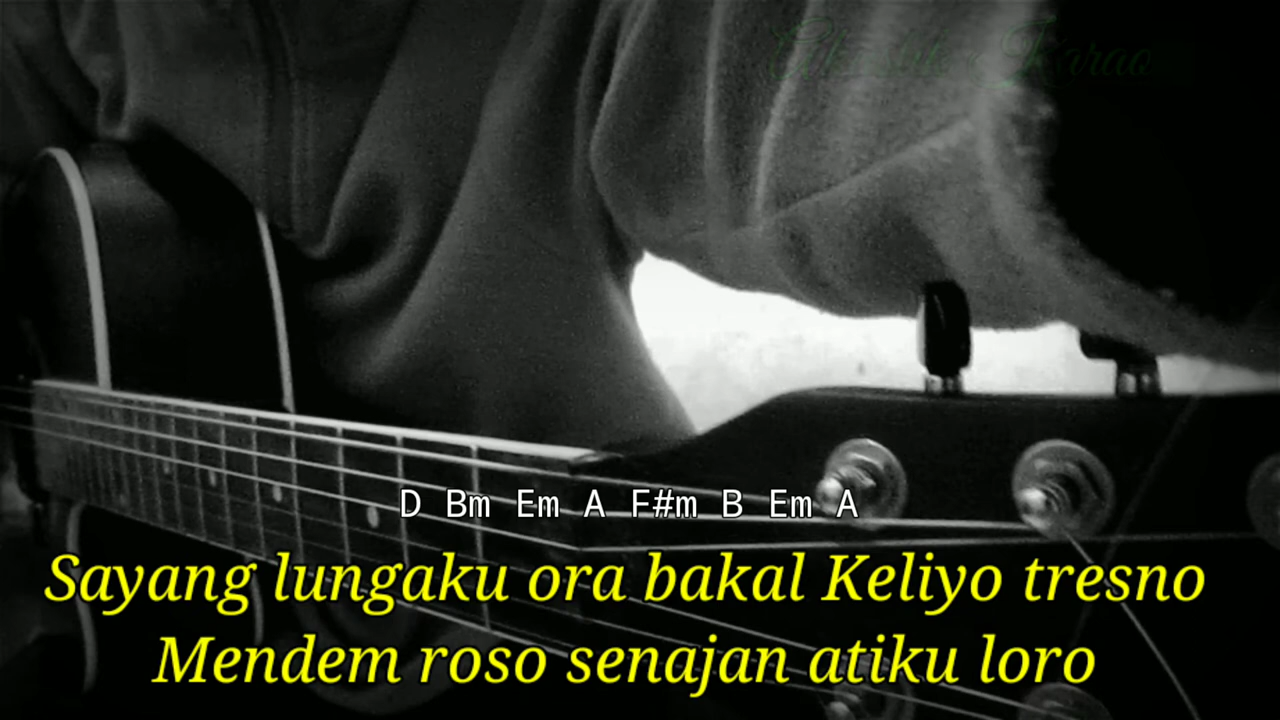 D Bm Em A F#m B Em A
Sayang lungaku ora bakal Keliyo tresno
Mendem roso senajan atiku loro